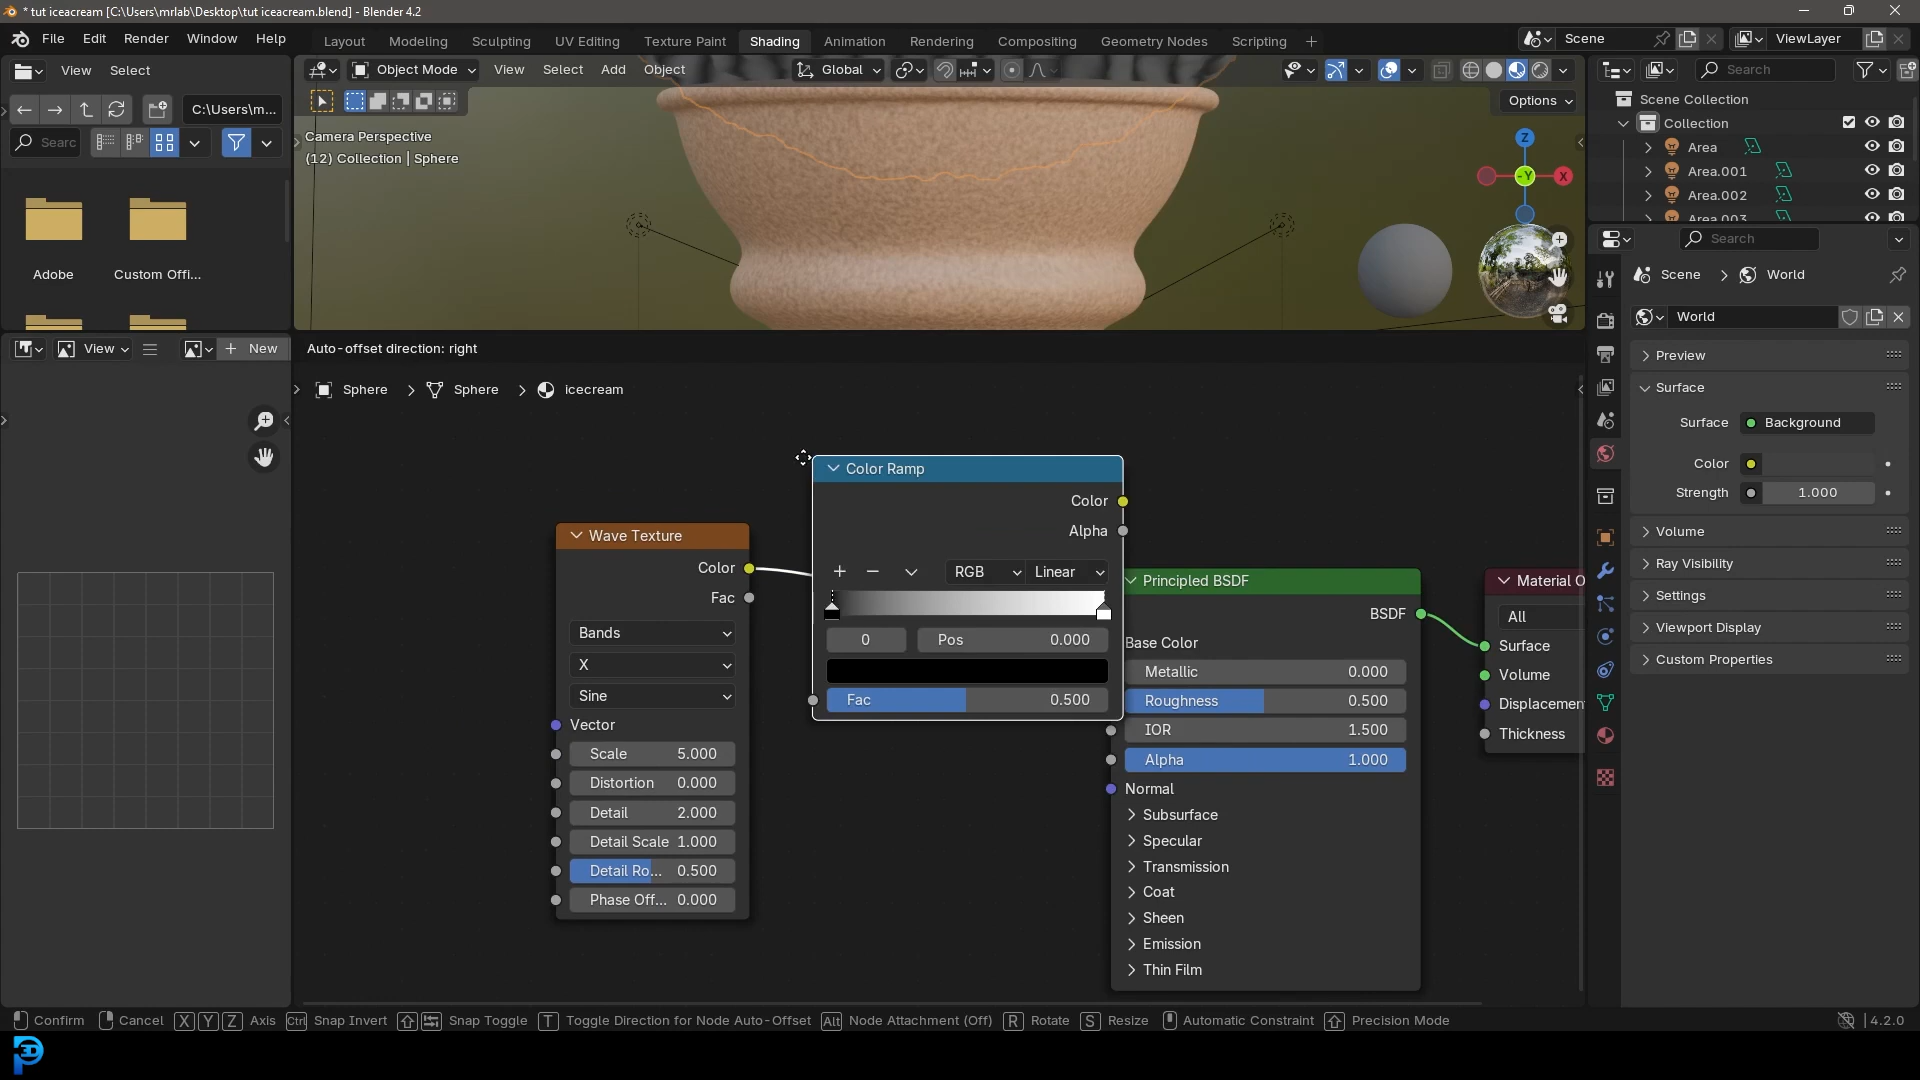 * tut iceacream [C:\Users\mrlab\Desktop\tut iceacream.blend] - Blender 4.2
File Edit Render Window Help
Layout Modeling Sculpting UV Editing Texture Paint Shading Animation Rendering Compositing Geometry Nodes Scripting +
Scene
ViewLayer
View Select
Object Mode View Select Add Object Global
Search
C:\Users\m...
Searc
Options
Camera Perspective
(12) Collection | Sphere
Z
-Y
X
Adobe
Custom Offi...
Scene Collection
Collection
Area
Area.001
Area.002
Area.003
Search
Scene > World
World
Preview
Surface
Surface Background
Color
Strength 1.000
Volume
Ray Visibility
Settings
Viewport Display
Custom Properties
View
+ New
Auto-offset direction: right
Sphere > Sphere > icecream
Wave Texture
Color
Fac
Bands
X
Sine
Vector
Scale 5.000
Distortion 0.000
Detail 2.000
Detail Scale 1.000
Detail Ro... 0.500
Phase Off... 0.000
Color Ramp
Color
Alpha
+ − RGB Linear
0 Pos 0.000
Fac 0.500
Principled BSDF
BSDF
Base Color
Metallic 0.000
Roughness 0.500
IOR 1.500
Alpha 1.000
Normal
Subsurface
Specular
Transmission
Coat
Sheen
Emission
Thin Film
Material O
All
Surface
Volume
Displacemen
Thickness
Confirm Cancel X Y Z Axis Ctrl Snap Invert Snap Toggle T Toggle Direction for Node Auto-Offset Alt Node Attachment (Off) R Rotate S Resize Automatic Constraint Precision Mode
4.2.0
3D